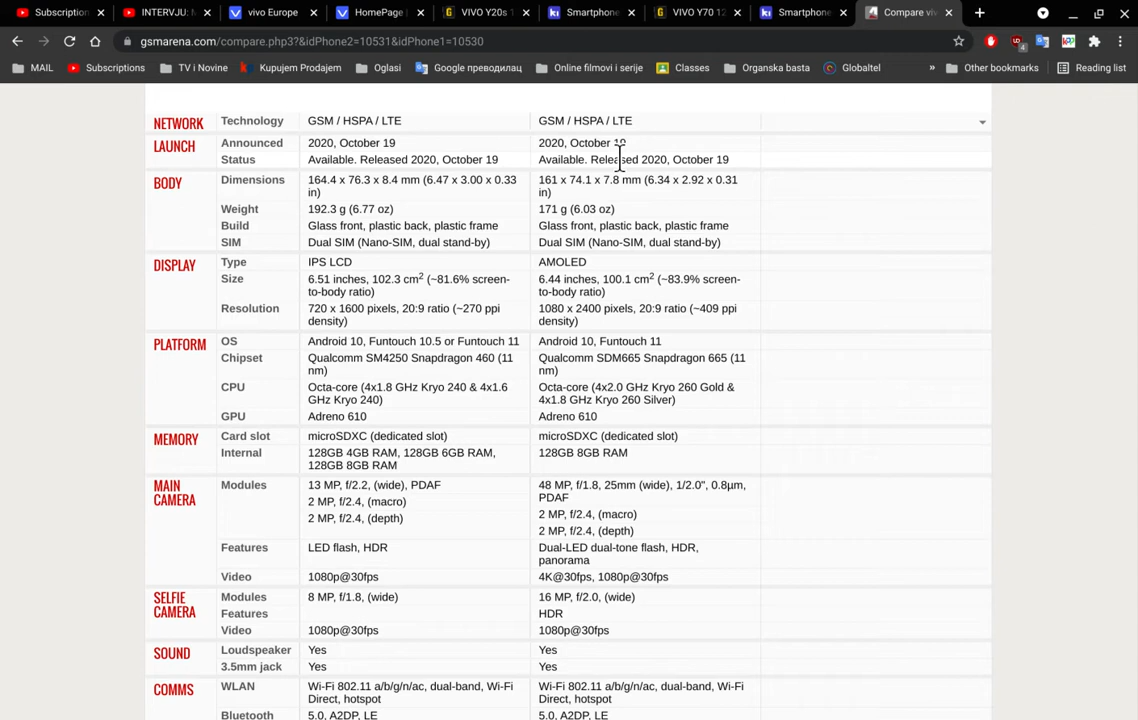 Subscription
INTERVJU: M
vivo Europe
HomePage |
VIVO Y20s 1
Smartphone
VIVO Y70 12
Smartphone
Compare viv
gsmarena.com/compare.php3?&idPhone2=10531&idPhone1=10530
MAIL
Subscriptions
TV i Novine
Kupujem Prodajem
Oglasi
Google преводилац
Online filmovi i serije
Classes
Organska basta
Globaltel
»
Other bookmarks
Reading list
NETWORK Technology GSM / HSPA / LTE GSM / HSPA / LTE
LAUNCH Announced 2020, October 19 2020, October 19
Status Available. Released 2020, October 19 Available. Released 2020, October 19
BODY Dimensions 164.4 x 76.3 x 8.4 mm (6.47 x 3.00 x 0.33 161 x 74.1 x 7.8 mm (6.34 x 2.92 x 0.31
in) in)
Weight 192.3 g (6.77 oz) 171 g (6.03 oz)
Build Glass front, plastic back, plastic frame Glass front, plastic back, plastic frame
SIM Dual SIM (Nano-SIM, dual stand-by) Dual SIM (Nano-SIM, dual stand-by)
DISPLAY Type IPS LCD AMOLED
Size 6.51 inches, 102.3 cm2 (~81.6% screen- 6.44 inches, 100.1 cm2 (~83.9% screen-
to-body ratio) to-body ratio)
Resolution 720 x 1600 pixels, 20:9 ratio (~270 ppi 1080 x 2400 pixels, 20:9 ratio (~409 ppi
density) density)
PLATFORM OS Android 10, Funtouch 10.5 or Funtouch 11 Android 10, Funtouch 11
Chipset Qualcomm SM4250 Snapdragon 460 (11 Qualcomm SDM665 Snapdragon 665 (11
nm) nm)
CPU Octa-core (4x1.8 GHz Kryo 240 & 4x1.6 Octa-core (4x2.0 GHz Kryo 260 Gold &
GHz Kryo 240) 4x1.8 GHz Kryo 260 Silver)
GPU Adreno 610 Adreno 610
MEMORY Card slot microSDXC (dedicated slot) microSDXC (dedicated slot)
Internal 128GB 4GB RAM, 128GB 6GB RAM, 128GB 8GB RAM
128GB 8GB RAM
MAIN CAMERA Modules 13 MP, f/2.2, (wide), PDAF 48 MP, f/1.8, 25mm (wide), 1/2.0", 0.8µm,
PDAF
2 MP, f/2.4, (macro) 2 MP, f/2.4, (macro)
2 MP, f/2.4, (depth) 2 MP, f/2.4, (depth)
Features LED flash, HDR Dual-LED dual-tone flash, HDR,
panorama
Video 1080p@30fps 4K@30fps, 1080p@30fps
SELFIE CAMERA Modules 8 MP, f/1.8, (wide) 16 MP, f/2.0, (wide)
Features HDR
Video 1080p@30fps 1080p@30fps
SOUND Loudspeaker Yes Yes
3.5mm jack Yes Yes
COMMS WLAN Wi-Fi 802.11 a/b/g/n/ac, dual-band, Wi-Fi Wi-Fi 802.11 a/b/g/n/ac, dual-band, Wi-Fi
Direct, hotspot Direct, hotspot
Bluetooth 5.0, A2DP, LE 5.0, A2DP, LE